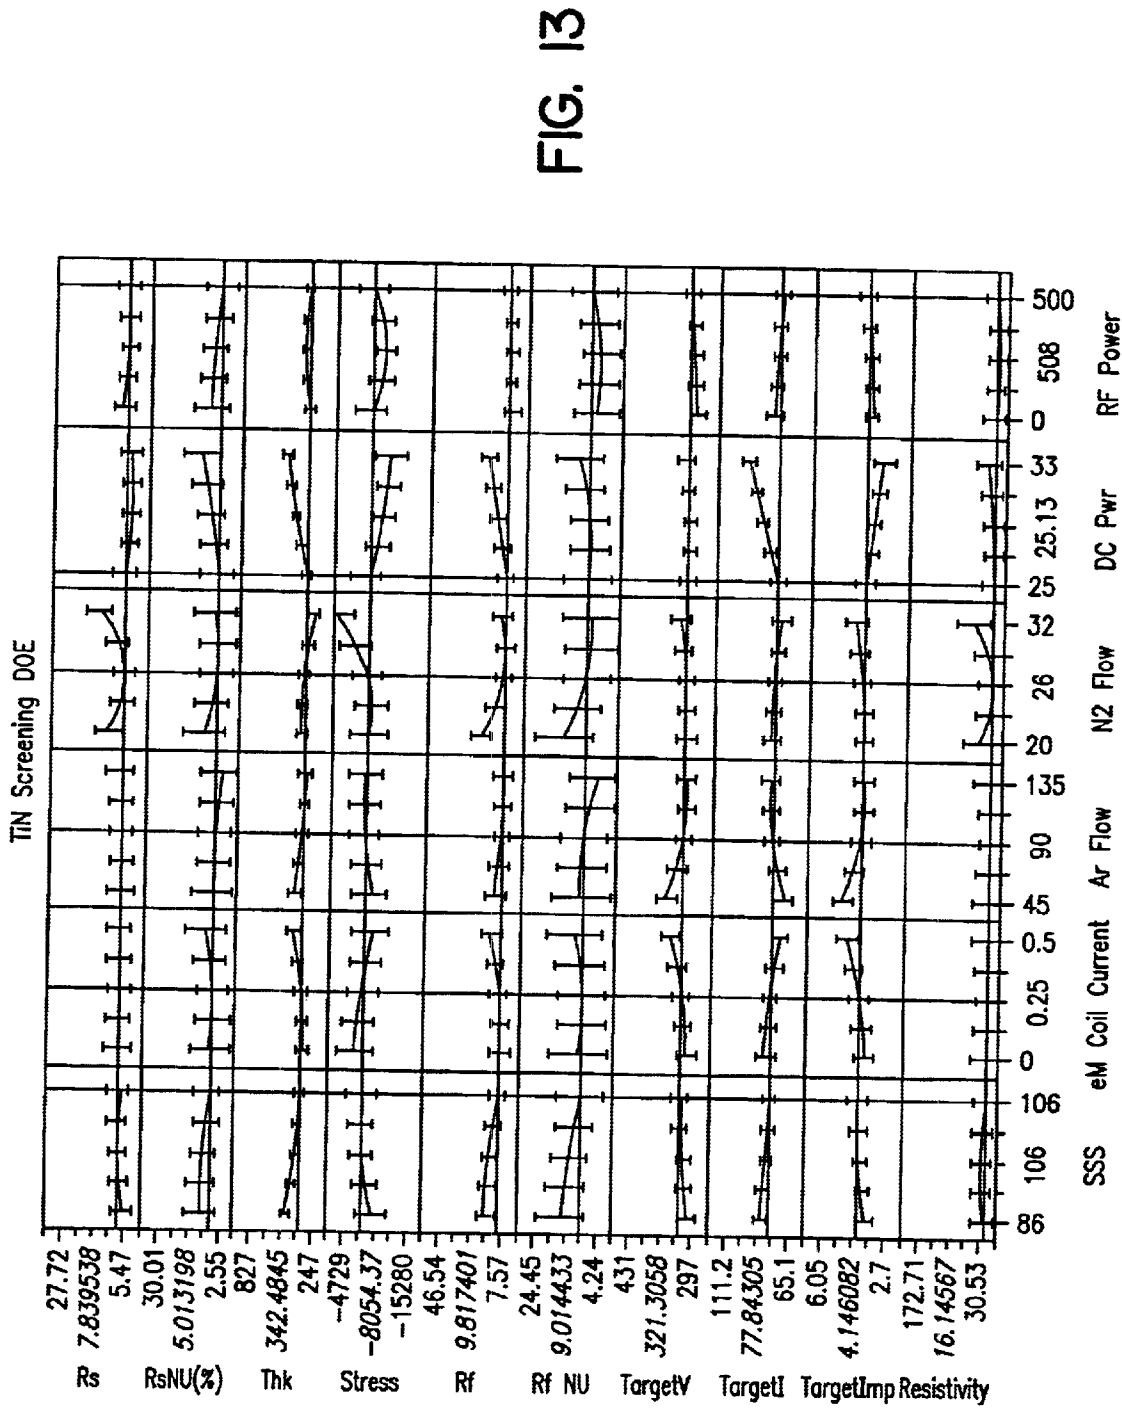 FIG. 13
TiN Screening DOE
27.72
7.839538
5.47
Rs
30.01
5.013198
2.55
RsNU(%)
827
342.4845
247
Thk
-4729
-8054.37
-15280
Stress
46.54
9.817401
7.57
Rf
24.45
9.014433
4.24
Rf NU
431
321.3058
297
TargetV
111.2
77.84305
65.1
TargetI
6.05
4.146082
2.7
TargetImp
172.71
16.14567
30.53
Resistivity
86
106
106
SSS
0
0.25
0.5
eM Coil Current
45
90
135
Ar Flow
20
26
32
N2 Flow
25
25.13
33
DC Pwr
0
508
500
RF Power